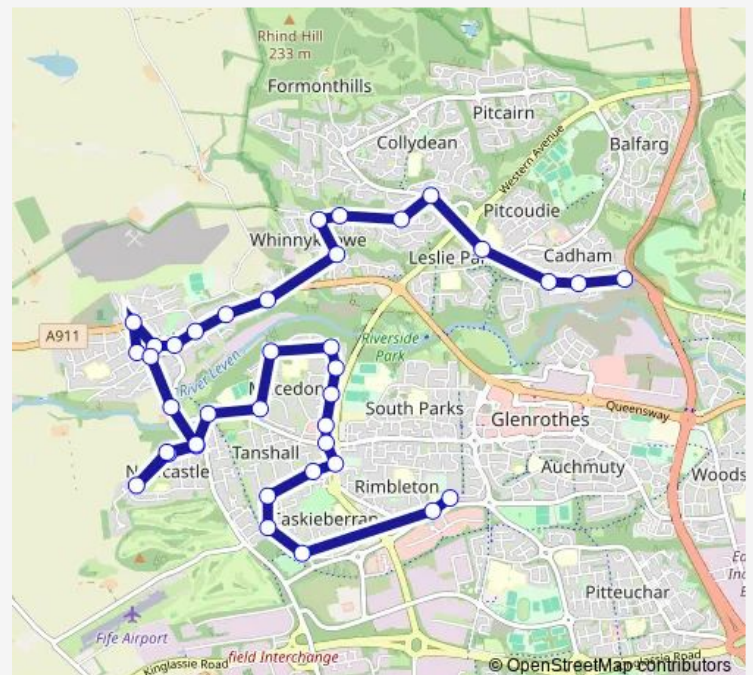 Rhind Hill
233 m
Formonthills
Pitcairn
Collydean
Western Avenue
Balfarg
Pitcoudie
Cadham
A911
River Leven
Riverside
Park
South Parks
Glenrothes
Queensway
Tanshall
Auchmuty
Rimbleton
Pitteuchar
Fife Airport
Kinglassie Road
field Interchange
© OpenStreetMap contributors